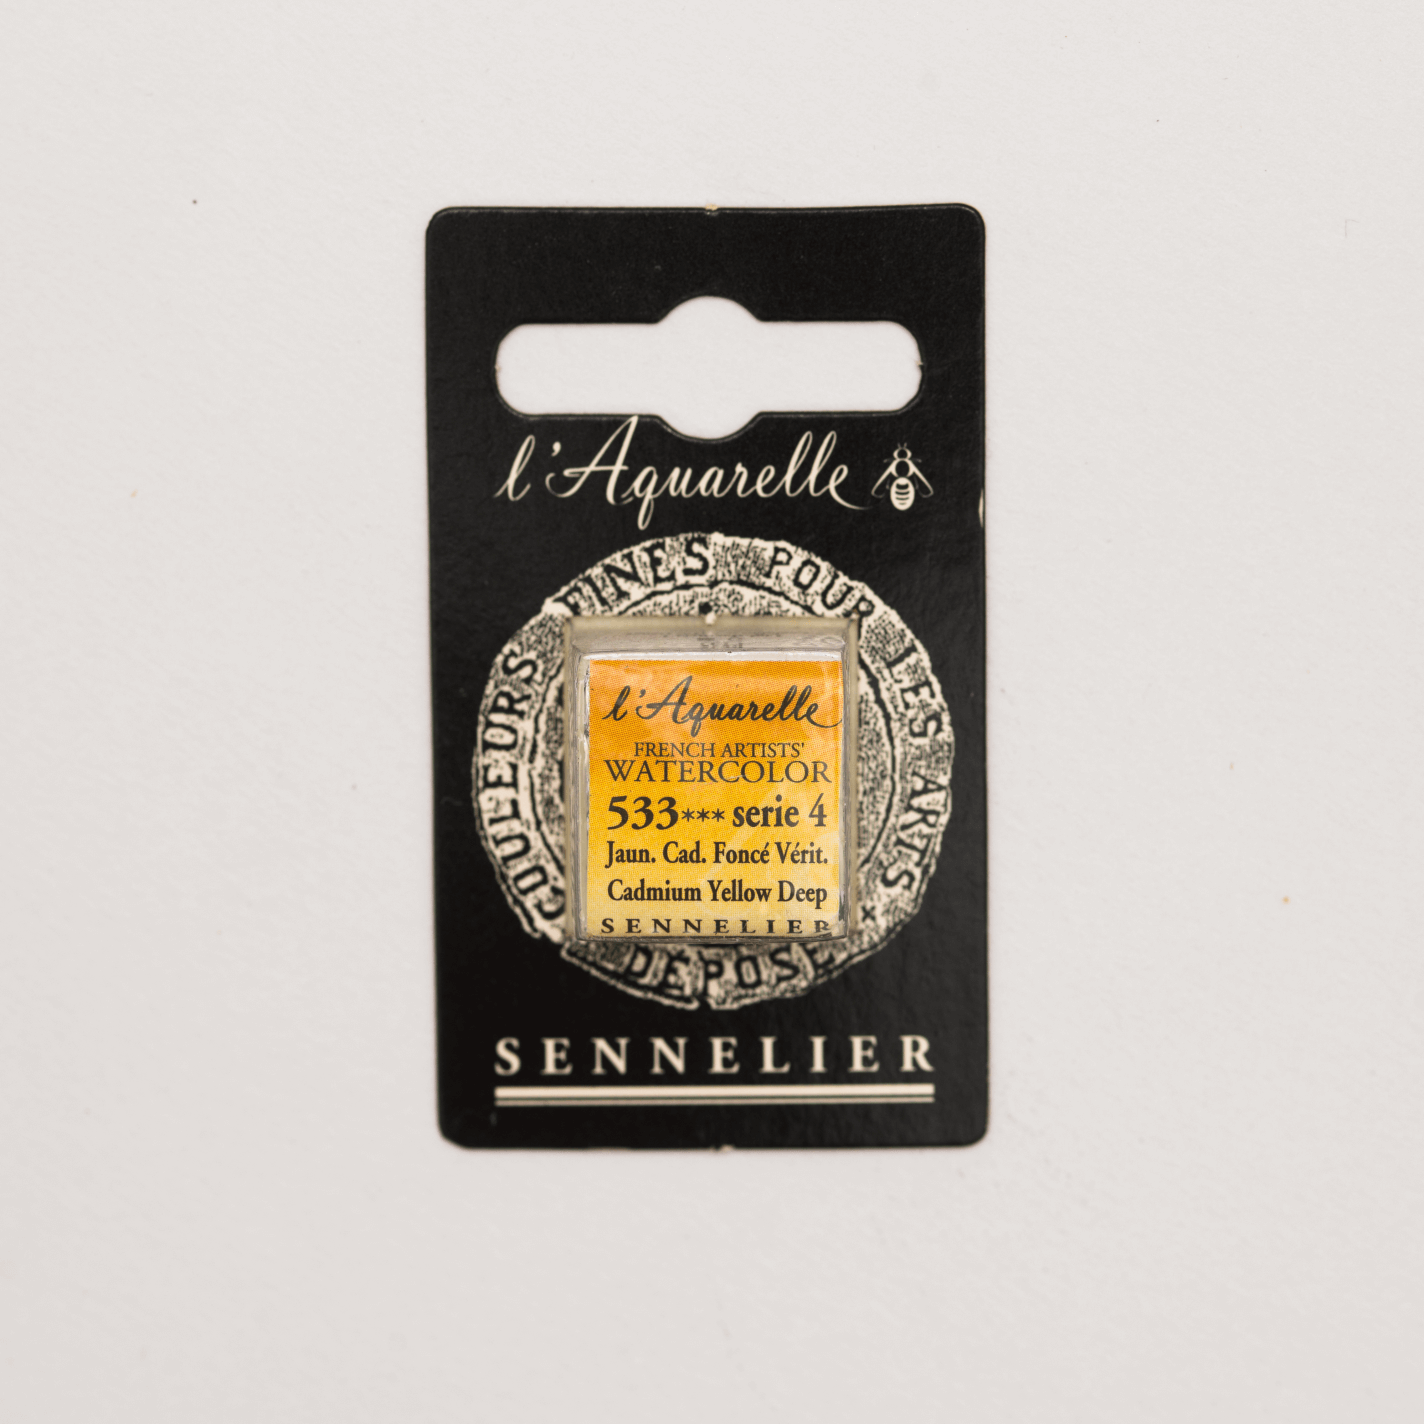 l'Aquarelle
COULEURS FINES POUR LES ARTS
l'Aquarelle
FRENCH ARTISTS'
WATERCOLOR
533*** serie 4
Jaun. Cad. Foncé Vérit.
Cadmium Yellow Deep
SENNELIER
DÉPOSÉ
SENNELIER